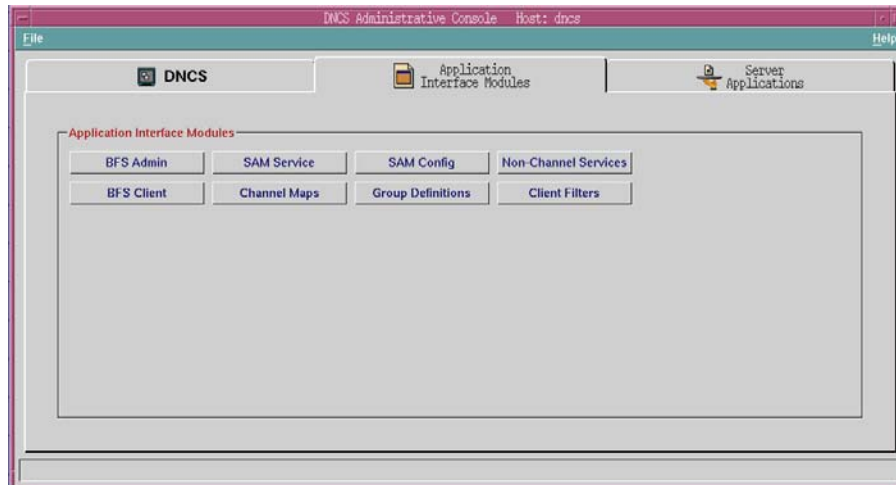 DNCS Administrative Console Host: dncs
File
Help
DNCS
Application
Interface Modules
Server
Applications
Application Interface Modules
BFS Admin
SAM Service
SAM Config
Non-Channel Services
BFS Client
Channel Maps
Group Definitions
Client Filters